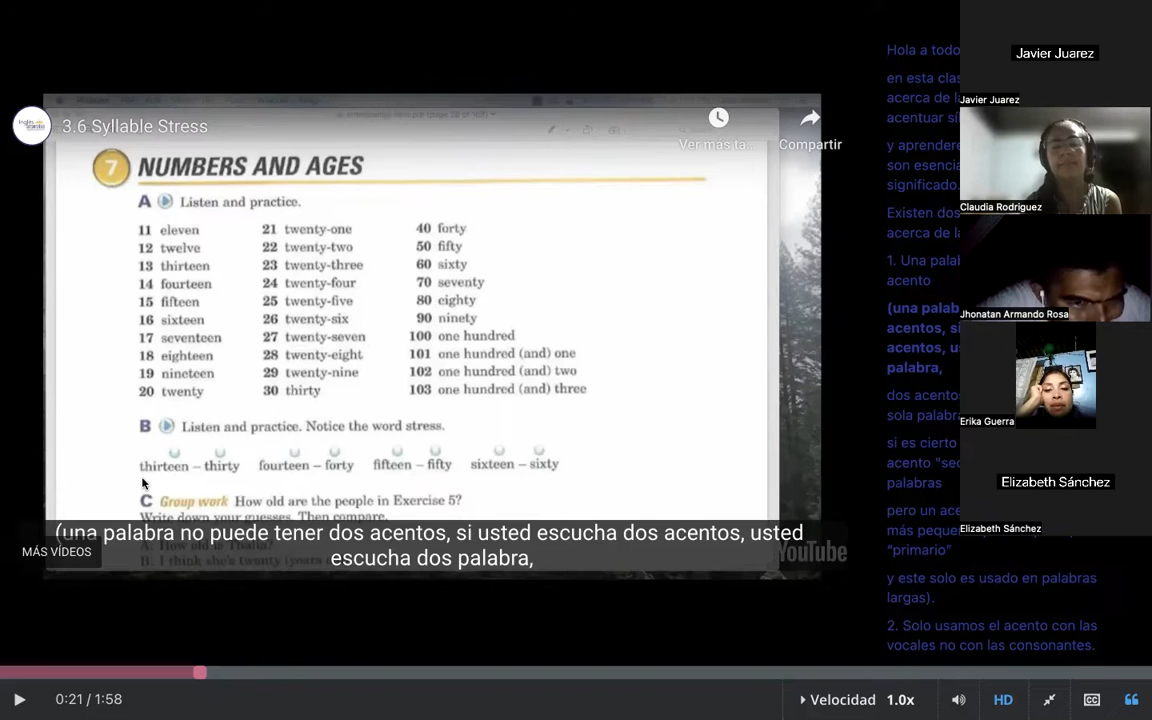 3.6 Syllable Stress
Ver más ta...
Compartir
7 NUMBERS AND AGES
A Listen and practice.
11 eleven
12 twelve
13 thirteen
14 fourteen
15 fifteen
16 sixteen
17 seventeen
18 eighteen
19 nineteen
20 twenty
21 twenty-one
22 twenty-two
23 twenty-three
24 twenty-four
25 twenty-five
26 twenty-six
27 twenty-seven
28 twenty-eight
29 twenty-nine
30 thirty
40 forty
50 fifty
60 sixty
70 seventy
80 eighty
90 ninety
100 one hundred
101 one hundred (and) one
102 one hundred (and) two
103 one hundred (and) three
B Listen and practice. Notice the word stress.
thirteen – thirty fourteen – forty fifteen – fifty sixteen – sixty
C Group work How old are the people in Exercise 5?
Write down your guesses. Then compare.
(una palabra no puede tener dos acentos, si usted escucha dos acentos, usted
escucha dos palabra,
MÁS VÍDEOS
YouTube
Hola a todo
en esta clas
acerca de l
acentuar sí
y aprendere
son esencia
significado.
Existen dos
acerca de l
1. Una palal
acento
(una palab
acentos, si
acentos, us
palabra,
dos acentos
sola palabra
si es cierto
acento "sec
palabras
pero un ace
más peque
"primario"
y este solo es usado en palabras
largas).
2. Solo usamos el acento con las
vocales no con las consonantes.
Javier Juarez
Javier Juarez
Claudia Rodriguez
Jhonatan Armando Rosa
Erika Guerra
Elizabeth Sánchez
Elizabeth Sánchez
0:21 / 1:58
Velocidad 1.0x
HD
CC